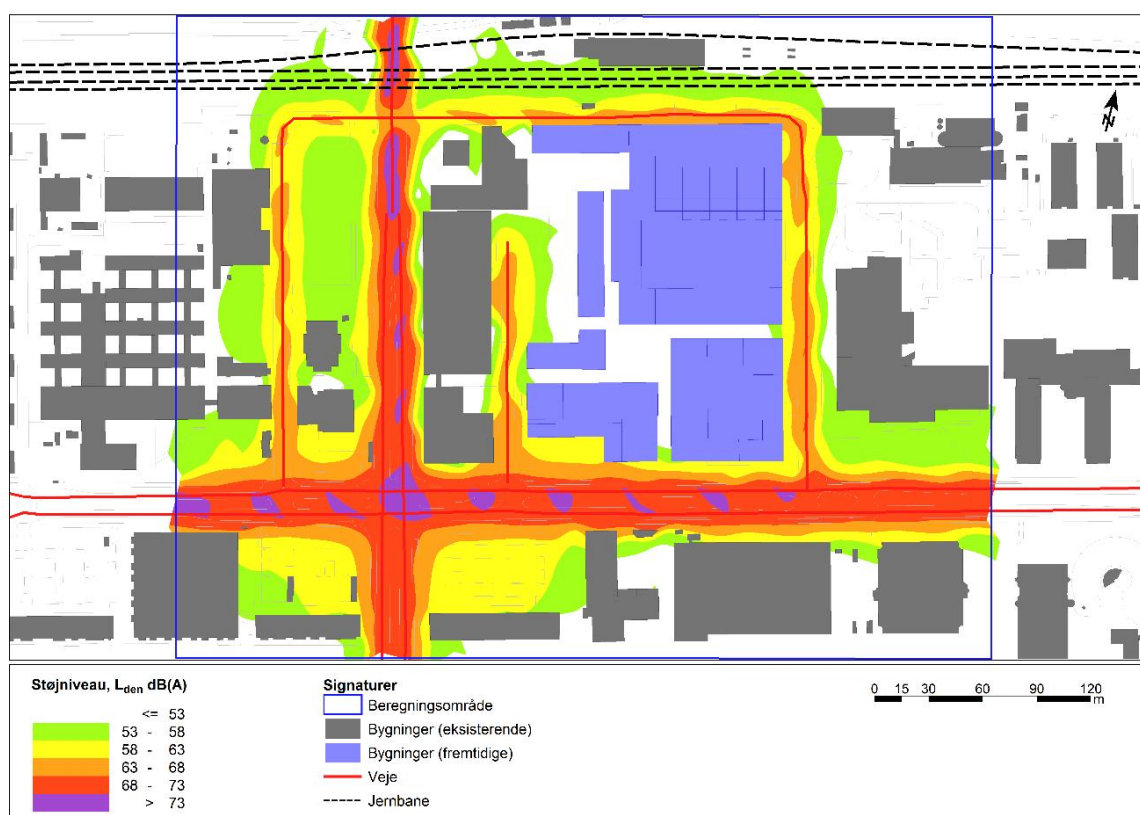 N
Støjniveau, Lden dB(A)
<= 53
53 - 58
58 - 63
63 - 68
68 - 73
> 73
Signaturer
Beregningsområde
Bygninger (eksisterende)
Bygninger (fremtidige)
Veje
Jernbane
0 15 30 60 90 120
m